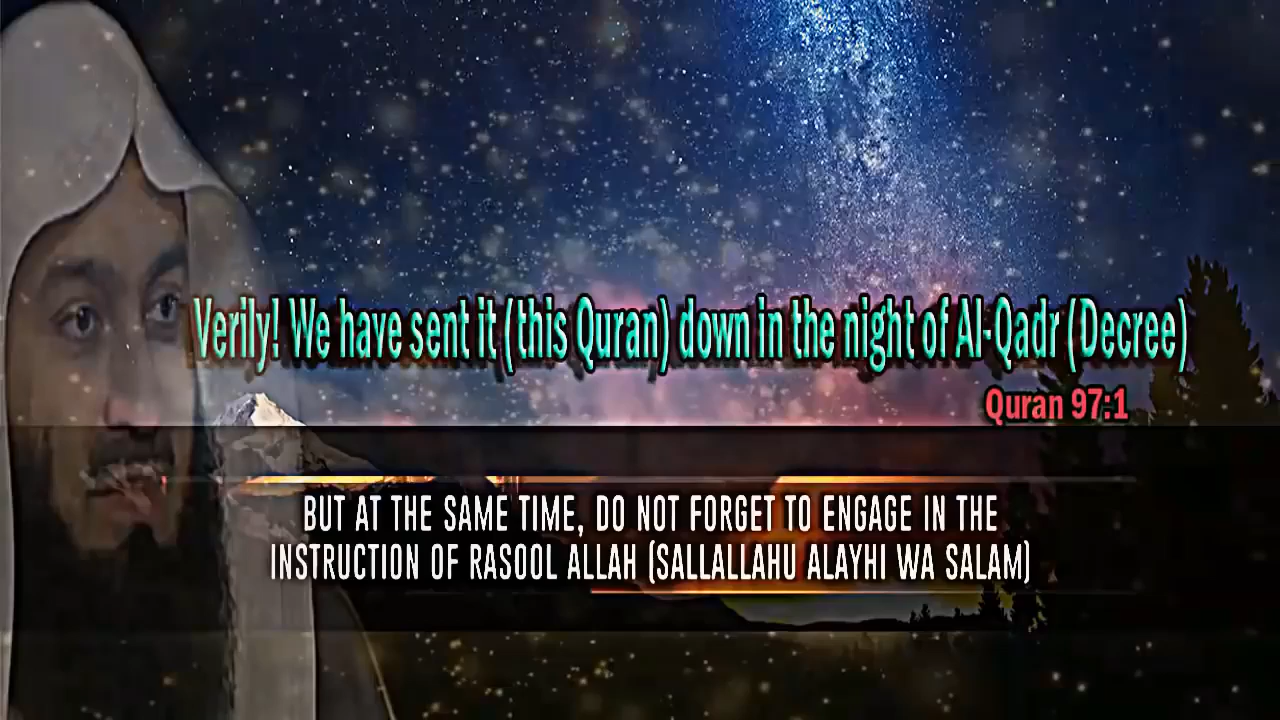 Verily! We have sent it (this Quran) down in the night of Al-Qadr (Decree)
Quran 97:1
BUT AT THE SAME TIME, DO NOT FORGET TO ENGAGE IN THE
INSTRUCTION OF RASOOL ALLAH (SALLALLAHU ALAYHI WA SALAM)